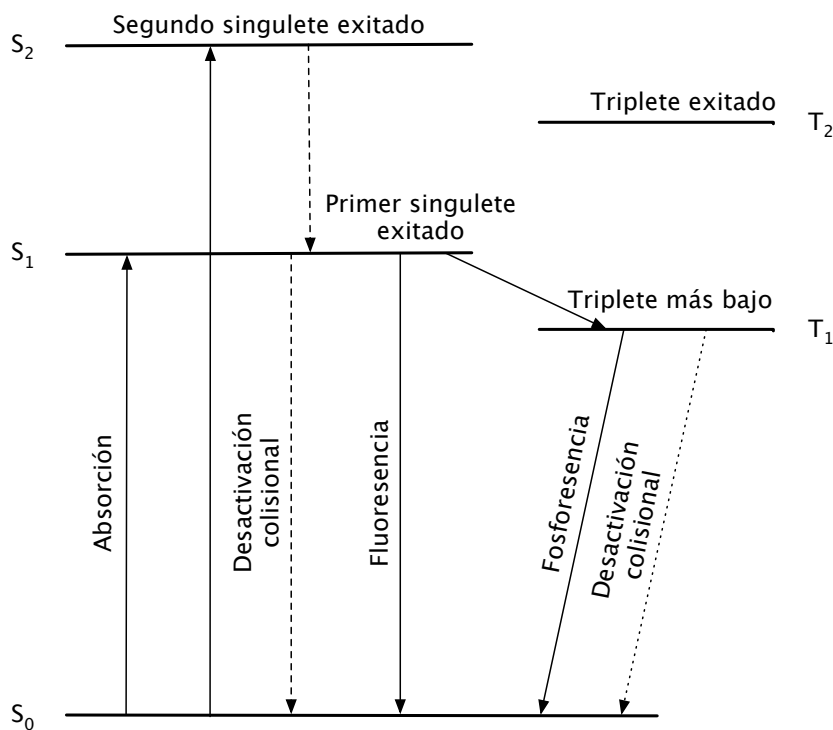 Segundo singulete exitado
S₂
Triplete exitado
T₂
Primer singulete
exitado
S₁
Triplete más bajo
T₁
Absorción
Desactivación
colisional
Fluoresencia
Fosforesencia
Desactivación
colisional
S₀